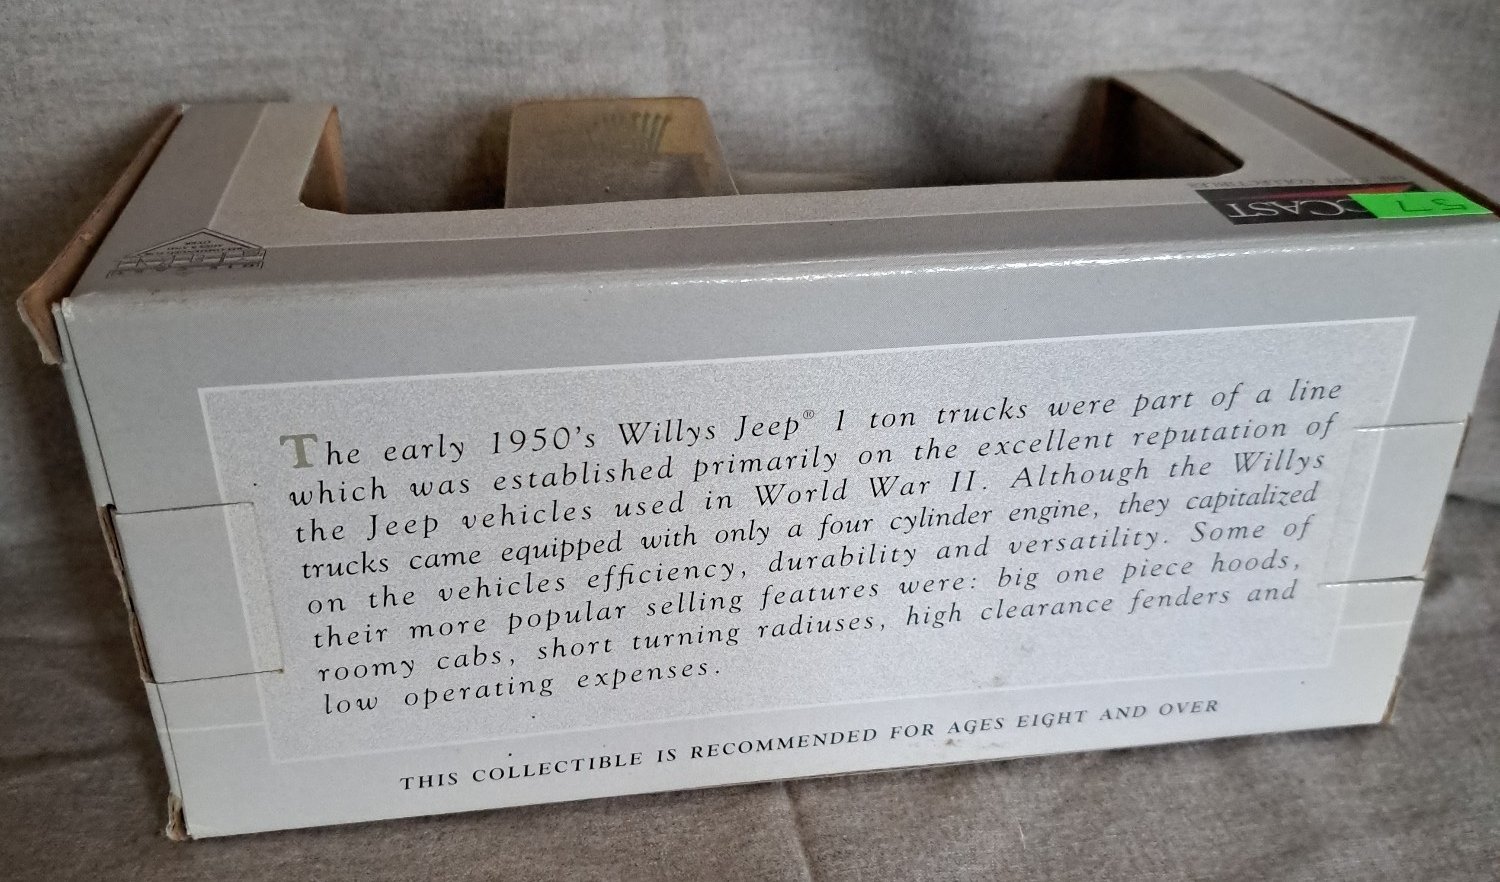 The early 1950's Willys Jeep® 1 ton trucks were part of a line
which was established primarily on the excellent reputation of
the Jeep vehicles used in World War II. Although the Willys
trucks came equipped with only a four cylinder engine, they capitalized
on the vehicles efficiency, durability and versatility. Some of
their more popular selling features were: big one piece hoods,
roomy cabs, short turning radiuses, high clearance fenders and
low operating expenses.
THIS COLLECTIBLE IS RECOMMENDED FOR AGES EIGHT AND OVER
CAST
57